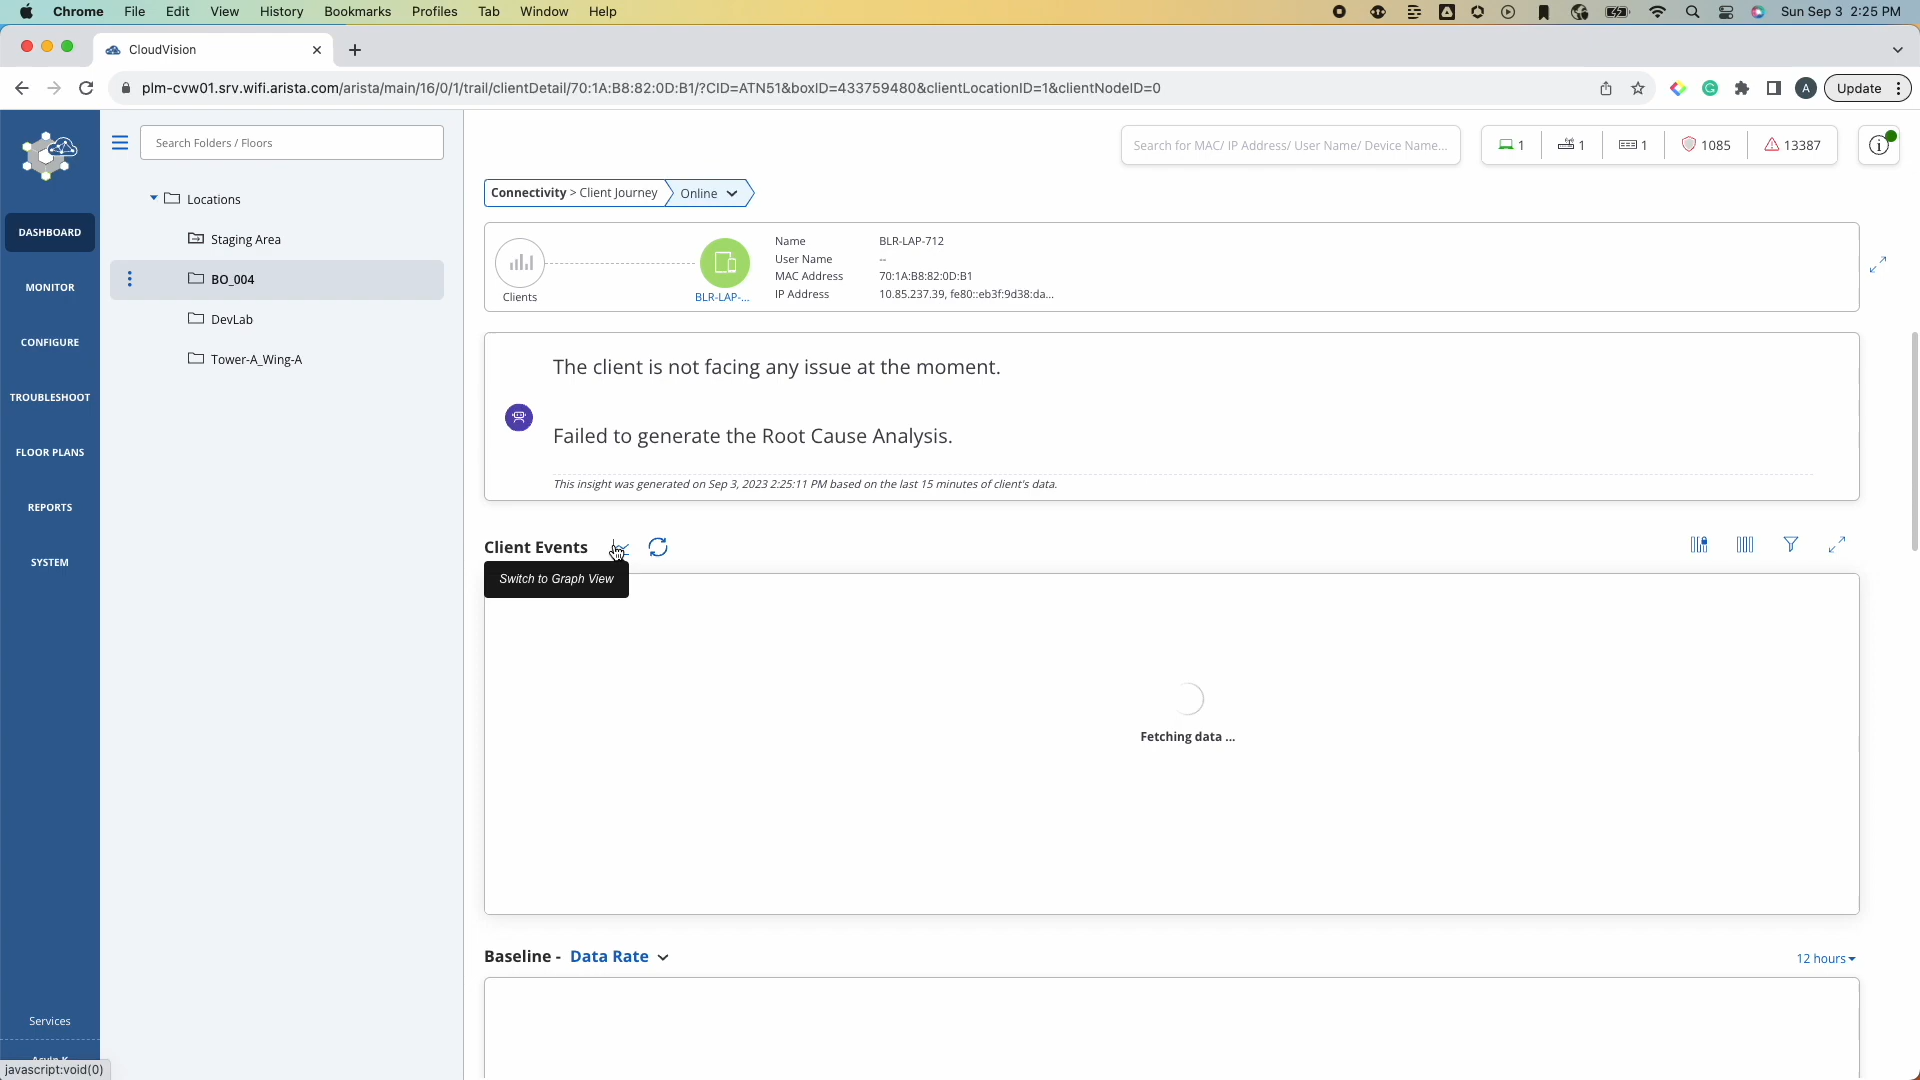 Chrome File Edit View History Bookmarks Profiles Tab Window Help Sun Sep 3 2:25 PM
CloudVision
plm-cvw01.srv.wifi.arista.com/arista/main/16/0/1/trail/clientDetail/70:1A:B8:82:0D:B1/?CID=ATN51&boxID=433759480&clientLocationID=1&clientNodeID=0
A
Update
Search Folders / Floors
Search for MAC/ IP Address/ User Name/ Device Name...
1
1
1
1085
13387
DASHBOARD
MONITOR
CONFIGURE
TROUBLESHOOT
FLOOR PLANS
REPORTS
SYSTEM
Services
Arvin K
javascript:void(0)
Locations
Staging Area
BO_004
DevLab
Tower-A_Wing-A
Connectivity > Client Journey Online
Clients
BLR-LAP-...
Name BLR-LAP-712
User Name --
MAC Address 70:1A:B8:82:0D:B1
IP Address 10.85.237.39, fe80::eb3f:9d38:da...
The client is not facing any issue at the moment.
Failed to generate the Root Cause Analysis.
This insight was generated on Sep 3, 2023 2:25:11 PM based on the last 15 minutes of client's data.
Client Events
Switch to Graph View
Fetching data ...
Baseline - Data Rate
12 hours